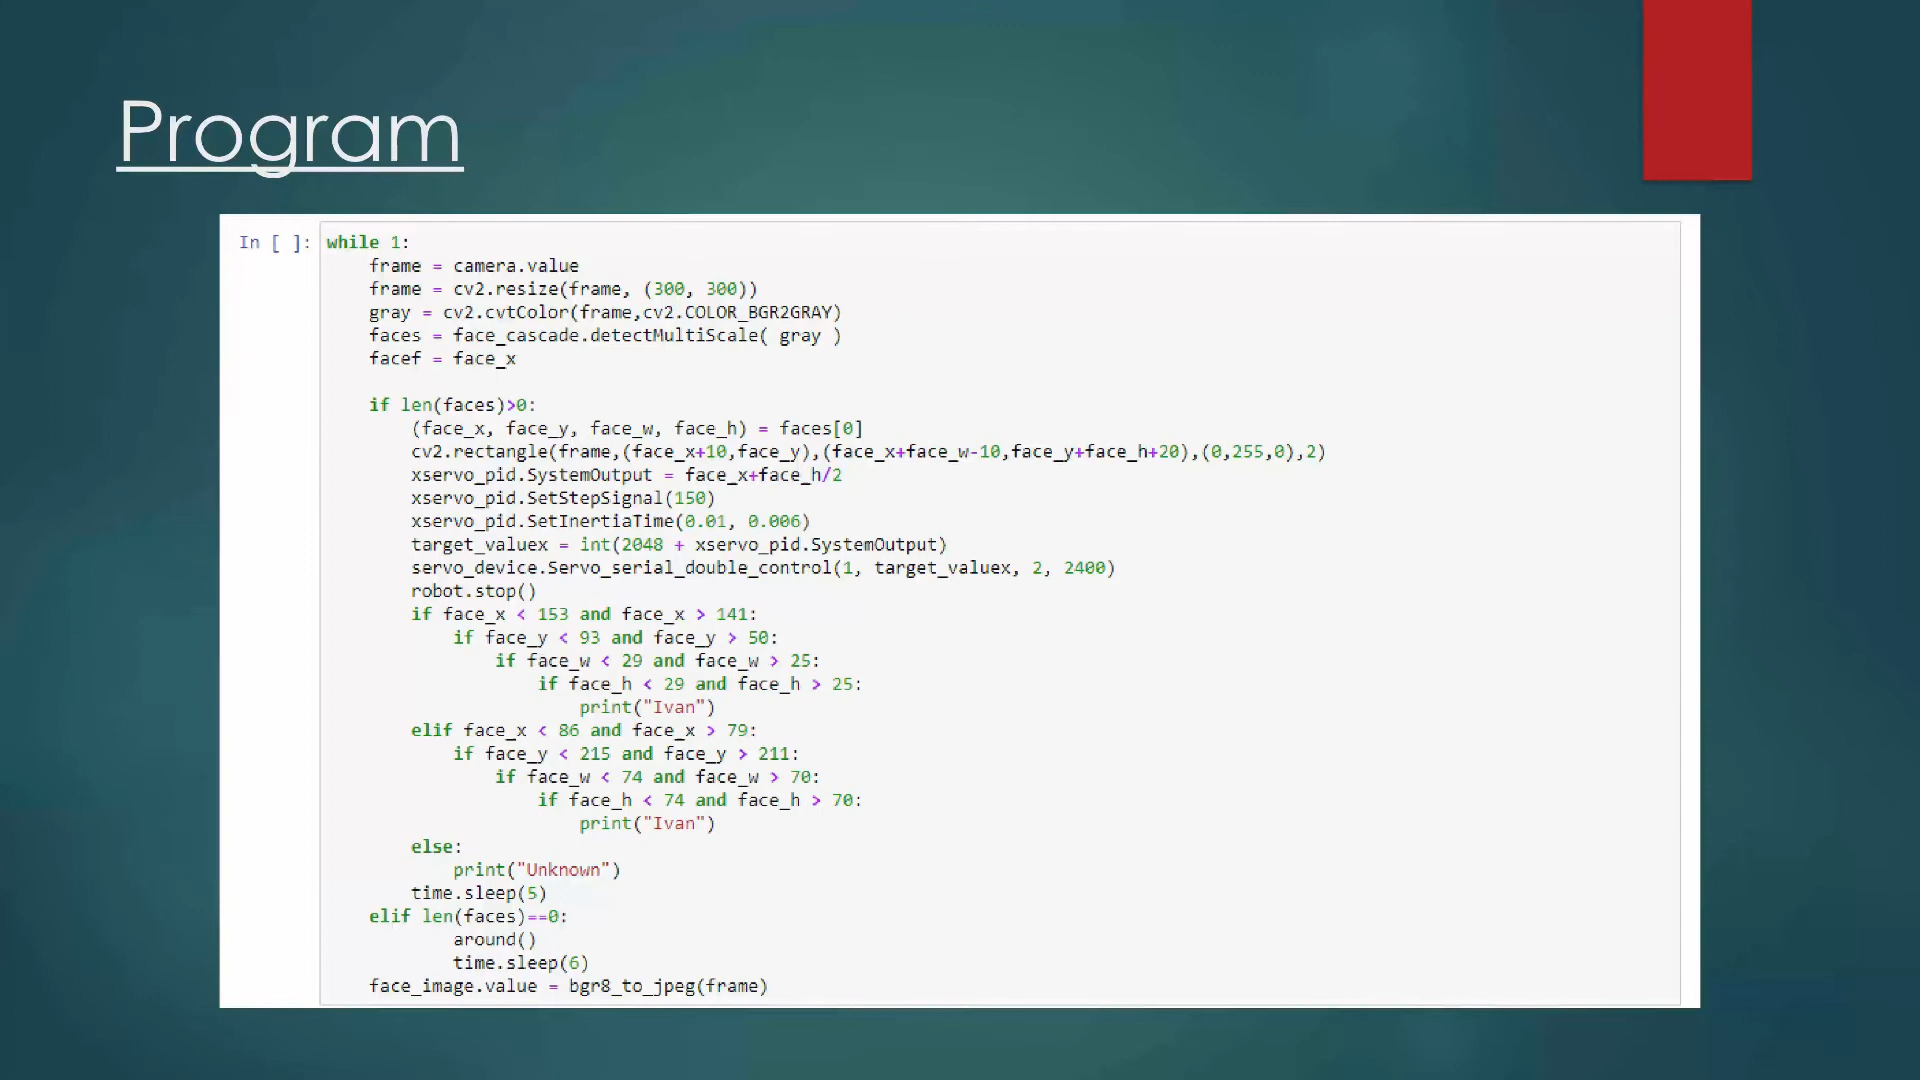 Program
In [ ]: while 1:
    frame = camera.value
    frame = cv2.resize(frame, (300, 300))
    gray = cv2.cvtColor(frame,cv2.COLOR_BGR2GRAY)
    faces = face_cascade.detectMultiScale( gray )
    facef = face_x
    if len(faces)>0:
        (face_x, face_y, face_w, face_h) = faces[0]
        cv2.rectangle(frame,(face_x+10,face_y),(face_x+face_w-10,face_y+face_h+20),(0,255,0),2)
        xservo_pid.SystemOutput = face_x+face_h/2
        xservo_pid.SetStepSignal(150)
        xservo_pid.SetInertiaTime(0.01, 0.006)
        target_valuex = int(2048 + xservo_pid.SystemOutput)
        servo_device.Servo_serial_double_control(1, target_valuex, 2, 2400)
        robot.stop()
        if face_x < 153 and face_x > 141:
            if face_y < 93 and face_y > 50:
                if face_w < 29 and face_w > 25:
                    if face_h < 29 and face_h > 25:
                        print("Ivan")
        elif face_x < 86 and face_x > 79:
            if face_y < 215 and face_y > 211:
                if face_w < 74 and face_w > 70:
                    if face_h < 74 and face_h > 70:
                        print("Ivan")
        else:
            print("Unknown")
        time.sleep(5)
    elif len(faces)==0:
            around()
            time.sleep(6)
    face_image.value = bgr8_to_jpeg(frame)